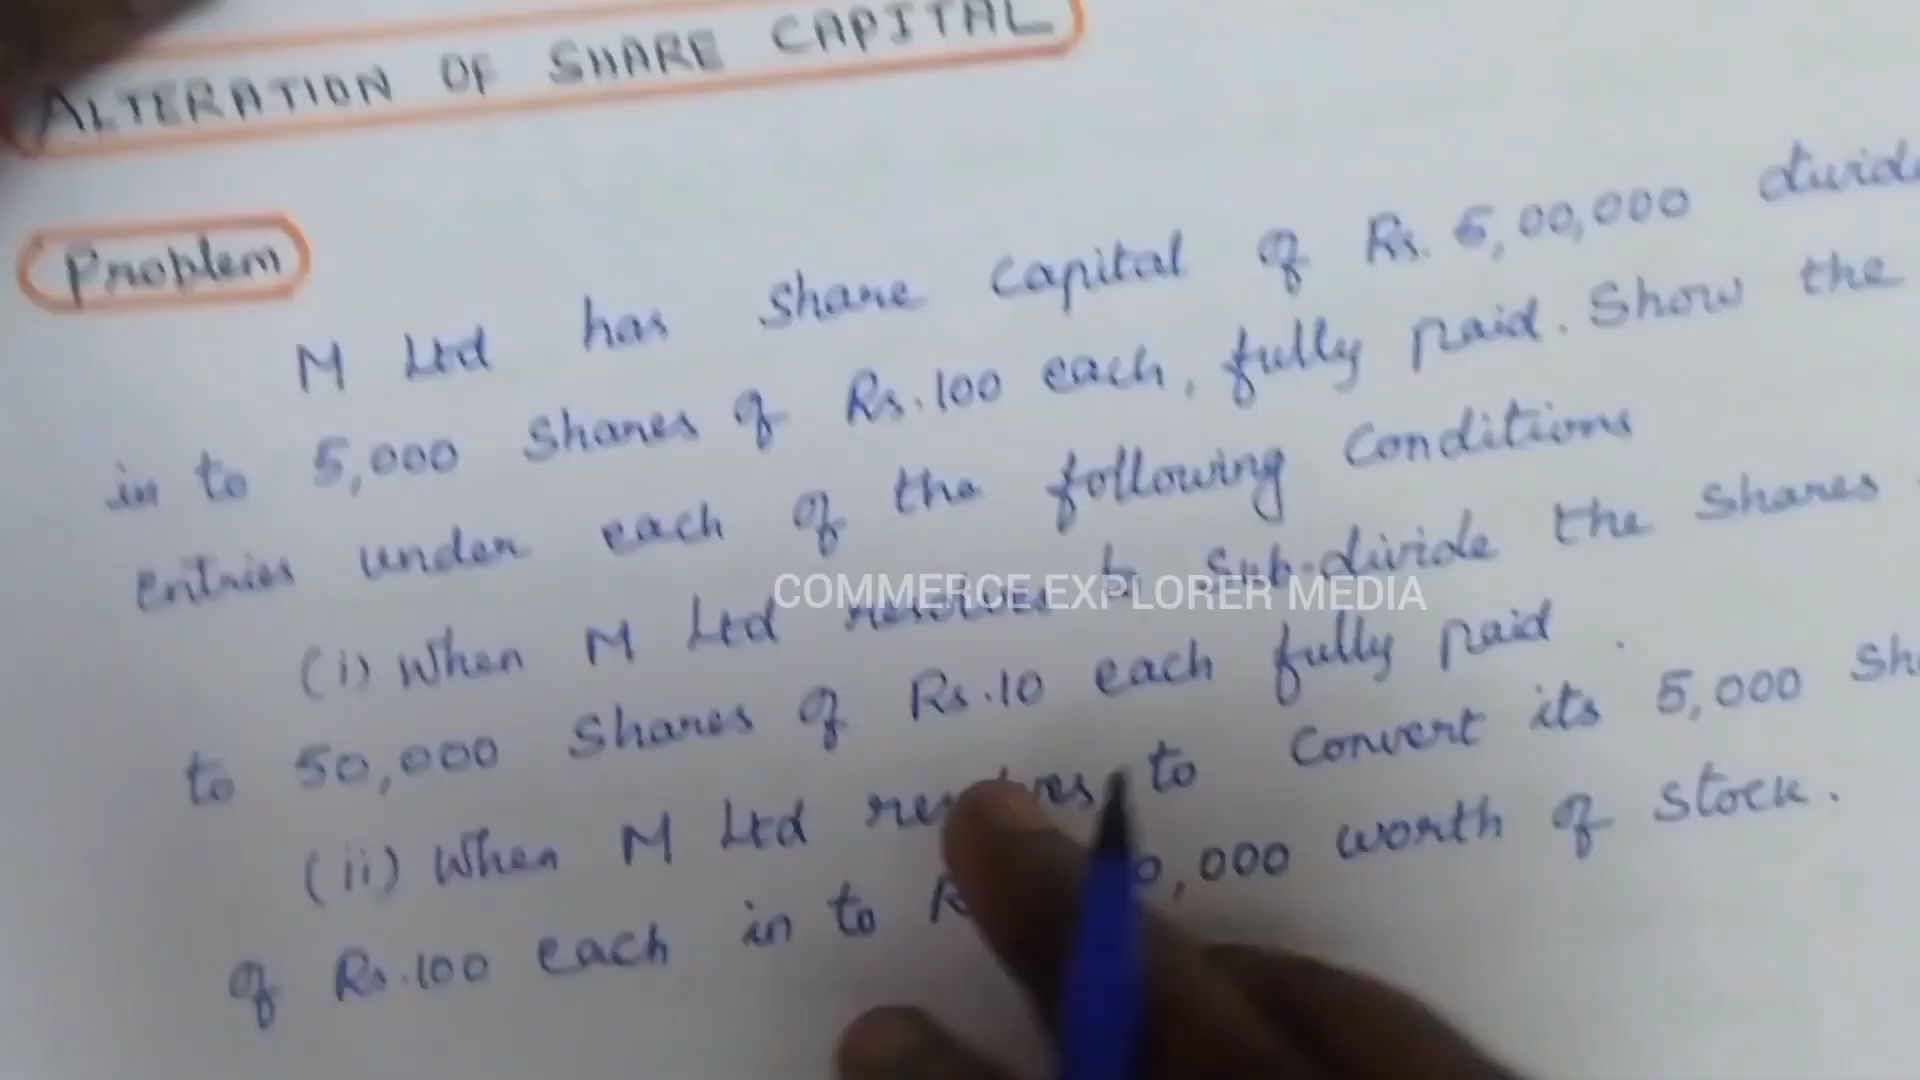 ALTERATION OF SHARE CAPITAL
Problem
M Ltd has Share Capital of Rs. 5,00,000
in to 5,000 Shares of Rs.100 each, fully paid. Show the
entries under each of the following Conditions
(i) When M Ltd resolves to Sub-divide the Shares
to 50,000 Shares of Rs.10 each fully paid
(ii) When M Ltd to Convert its 5,000
of Rs.100 each in to ,000 worth of Stock.
COMMERCE EXPLORER MEDIA